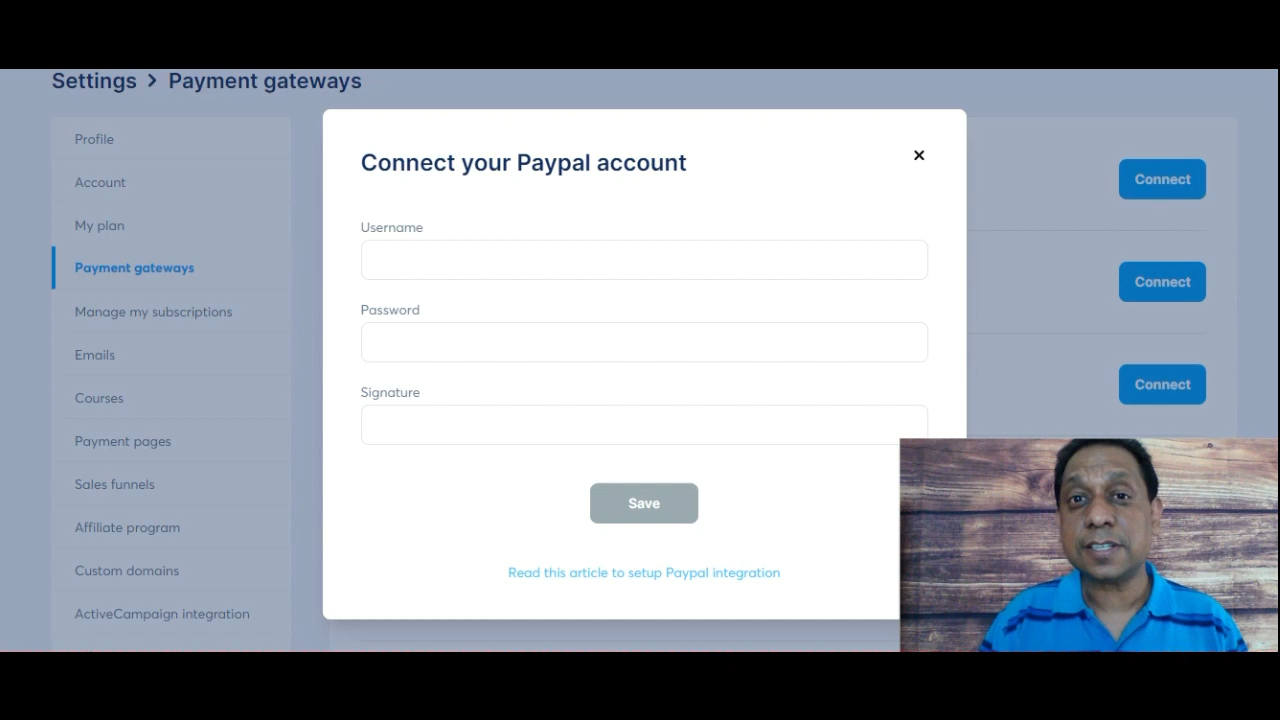 Settings > Payment gateways
Profile
Account
My plan
Payment gateways
Manage my subscriptions
Emails
Courses
Payment pages
Sales funnels
Affiliate program
Custom domains
ActiveCampaign integration
Connect your Paypal account
×
Username
Password
Signature
Save
Read this article to setup Paypal integration
Connect
Connect
Connect